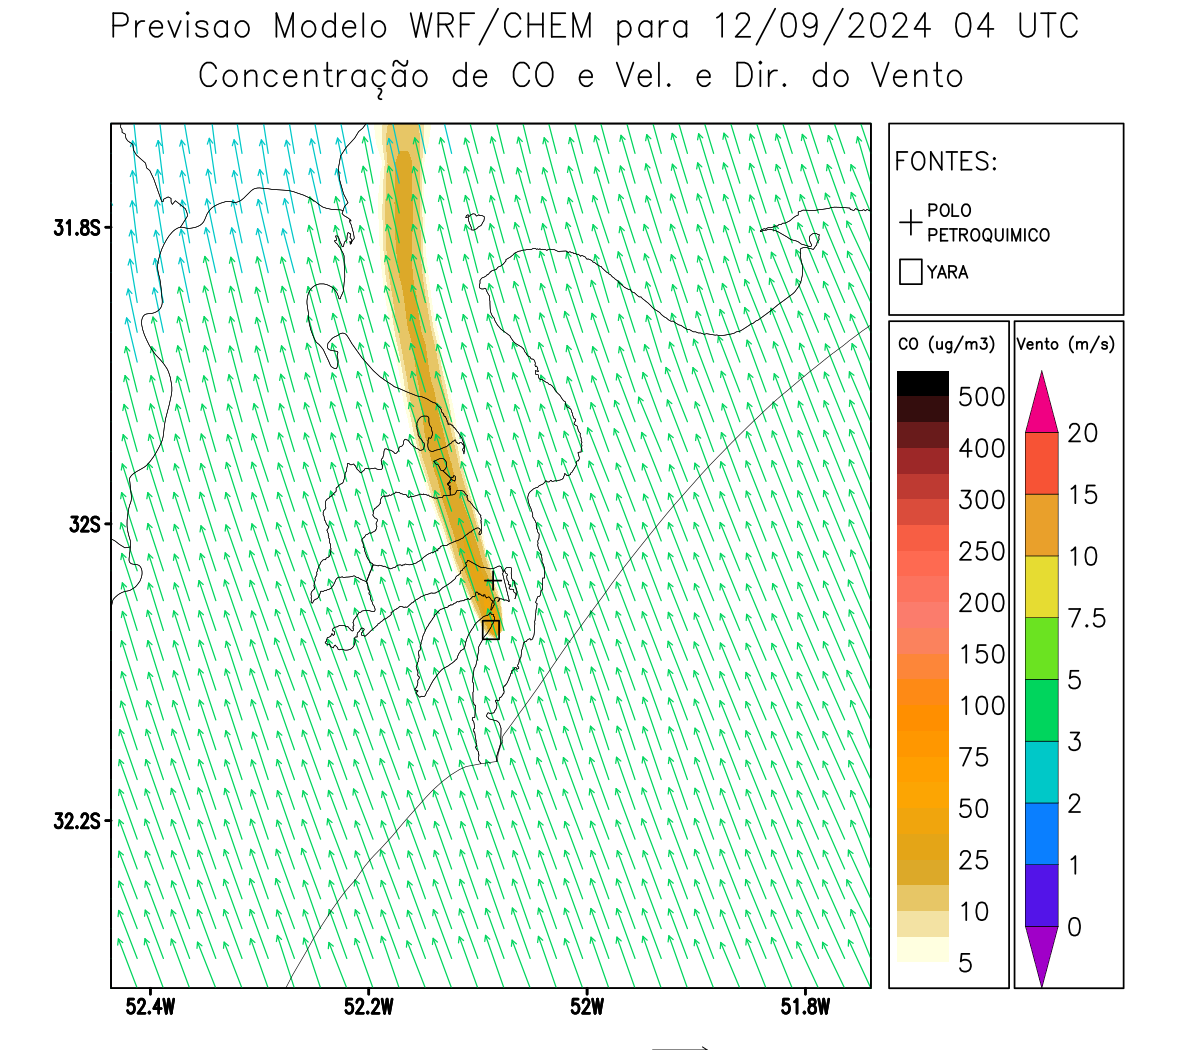 Previsao Modelo WRF/CHEM para 12/09/2024 04 UTC
Concentração de CO e Vel. e Dir. do Vento
FONTES:
POLO
PETROQUIMICO
YARA
CO (ug/m3)
500
400
300
250
200
150
100
75
50
25
10
5
Vento (m/s)
20
15
10
7.5
5
3
2
1
0
31.8S
32S
32.2S
52.4W
52.2W
52W
51.8W